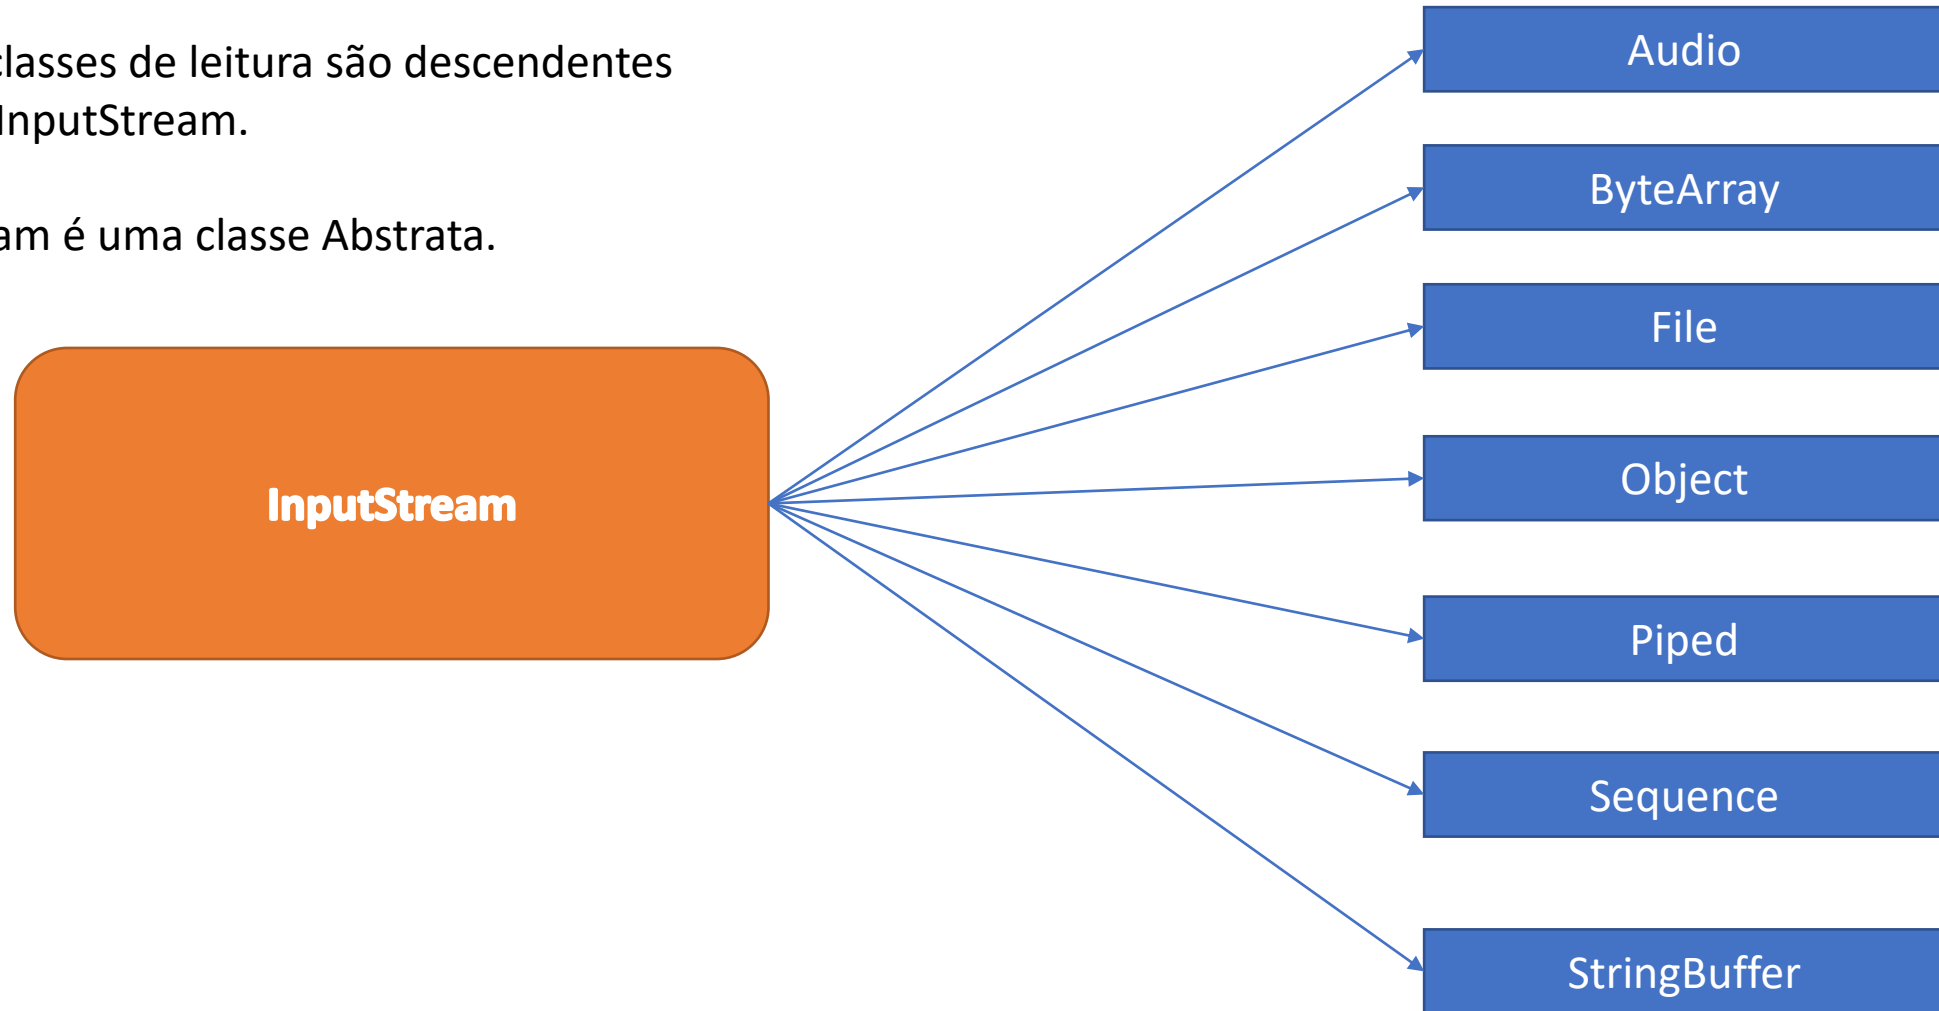 classes de leitura são descendentes
InputStream.
am é uma classe Abstrata.
InputStream
Audio
ByteArray
File
Object
Piped
Sequence
StringBuffer